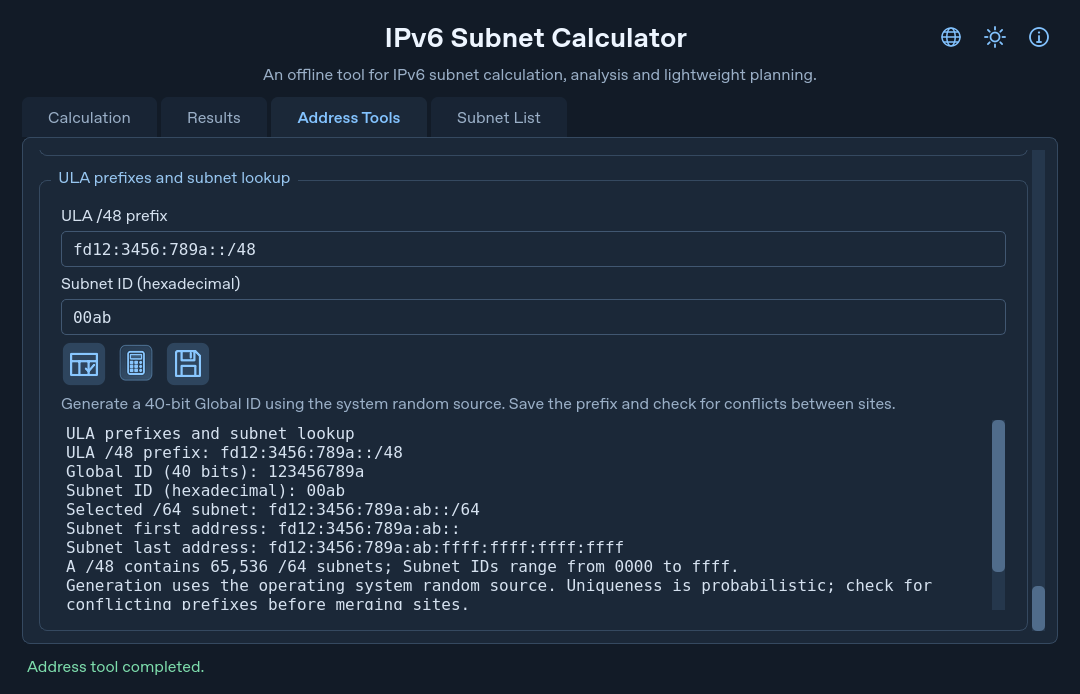 IPv6 Subnet Calculator
An offline tool for IPv6 subnet calculation, analysis and lightweight planning.
Calculation
Results
Address Tools
Subnet List
ULA prefixes and subnet lookup
ULA /48 prefix
fd12:3456:789a::/48
Subnet ID (hexadecimal)
00ab
Generate a 40-bit Global ID using the system random source. Save the prefix and check for conflicts between sites.
ULA prefixes and subnet lookup
ULA /48 prefix: fd12:3456:789a::/48
Global ID (40 bits): 123456789a
Subnet ID (hexadecimal): 00ab
Selected /64 subnet: fd12:3456:789a:ab::/64
Subnet first address: fd12:3456:789a:ab::
Subnet last address: fd12:3456:789a:ab:ffff:ffff:ffff:ffff
A /48 contains 65,536 /64 subnets; Subnet IDs range from 0000 to ffff.
Generation uses the operating system random source. Uniqueness is probabilistic; check for
conflicting prefixes before merging sites.
Address tool completed.